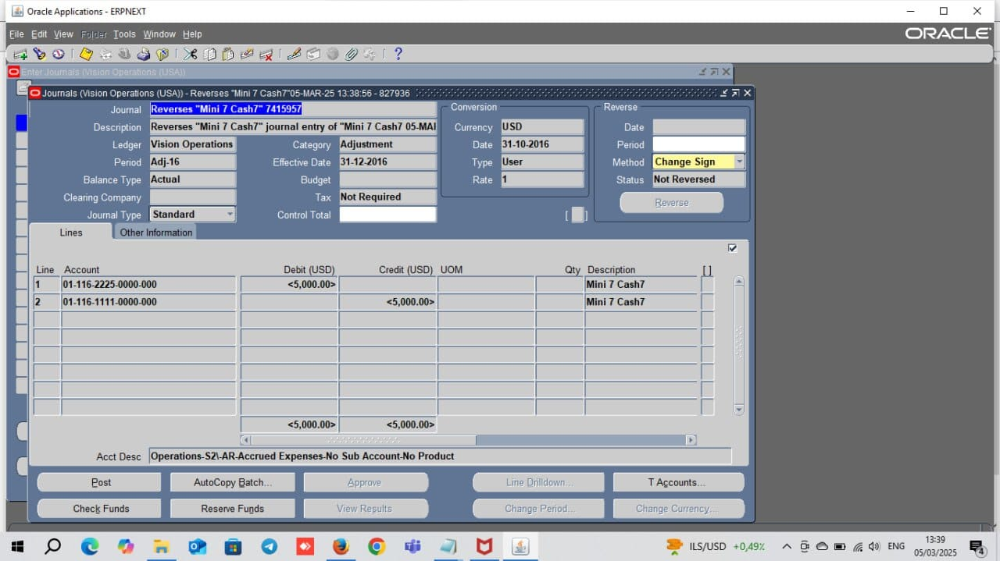 Oracle Applications - ERPNEXT
File Edit View Folder Tools Window Help
ORACLE
Enter Journals (Vision Operations (USA))
Journals (Vision Operations (USA)) - Reverses "Mini 7 Cash7"05-MAR-25 13:38:56 - 827936
Journal Reverses "Mini 7 Cash7" 7415957
Description Reverses "Mini 7 Cash7" journal entry of "Mini 7 Cash7 05-MAI
Ledger Vision Operations Category Adjustment
Period Adj-16 Effective Date 31-12-2016
Balance Type Actual Budget
Clearing Company Tax Not Required
Journal Type Standard Control Total
Conversion
Currency USD
Date 31-10-2016
Type User
Rate 1
Reverse
Date
Period
Method Change Sign
Status Not Reversed
Reverse
[ ]
Lines Other Information
Line Account Debit (USD) Credit (USD) UOM Qty Description [ ]
1 01-116-2225-0000-000 <5,000.00> Mini 7 Cash7
2 01-116-1111-0000-000 <5,000.00> Mini 7 Cash7
<5,000.00> <5,000.00>
Acct Desc Operations-S2\AR-Accrued Expenses-No Sub Account-No Product
Post AutoCopy Batch... Approve Line Drilldown... T Accounts...
Check Funds Reserve Funds View Results Change Period... Change Currency...
ILS/USD +0,49% ENG 13:39
05/03/2025 4